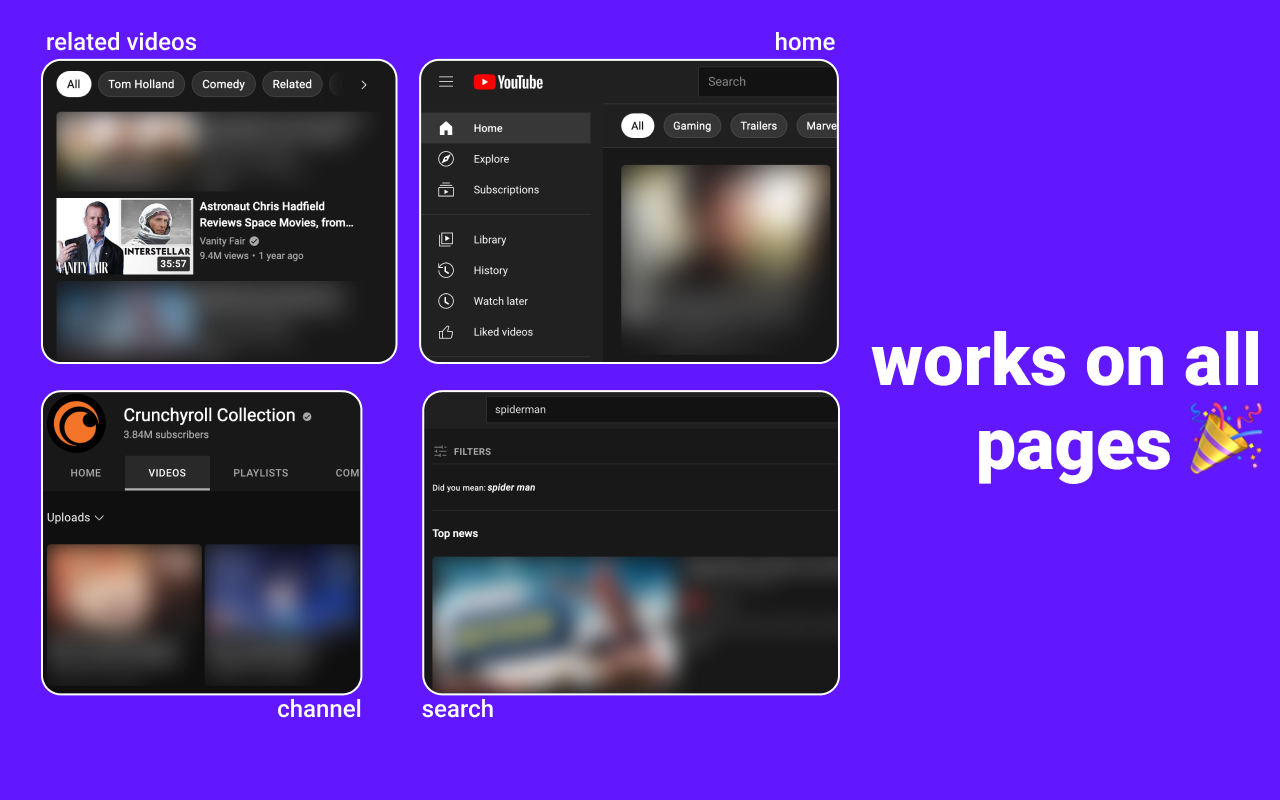 related videos
All
Tom Holland
Comedy
Related
Astronaut Chris Hadfield
Reviews Space Movies, from...
Vanity Fair
9.4M views • 1 year ago
VANITY FAIR
INTERSTELLAR
35:57
home
YouTube
Search
Home
Explore
Subscriptions
Library
History
Watch later
Liked videos
All
Gaming
Trailers
Marve
Crunchyroll Collection
3.84M subscribers
HOME
VIDEOS
PLAYLISTS
COM
Uploads
channel
spiderman
FILTERS
Did you mean: spider man
Top news
search
works on all
pages 🎉